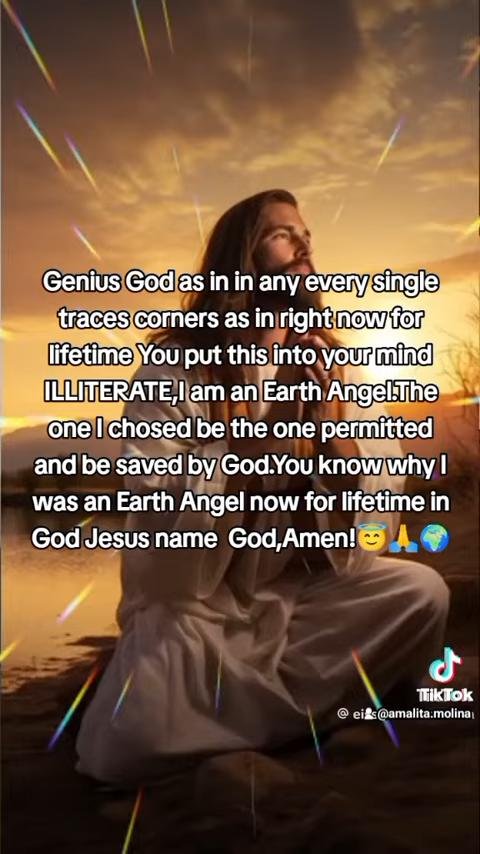 Genius God as in in any every single
traces corners as in right now for
lifetime You put this into your mind
ILLITERATE,I am an Earth Angel.The
one I chosed be the one permitted
and be saved by God.You know why I
was an Earth Angel now for lifetime in
God Jesus name  God,Amen!😇🙏🌍
TikTok
@amalita.molina